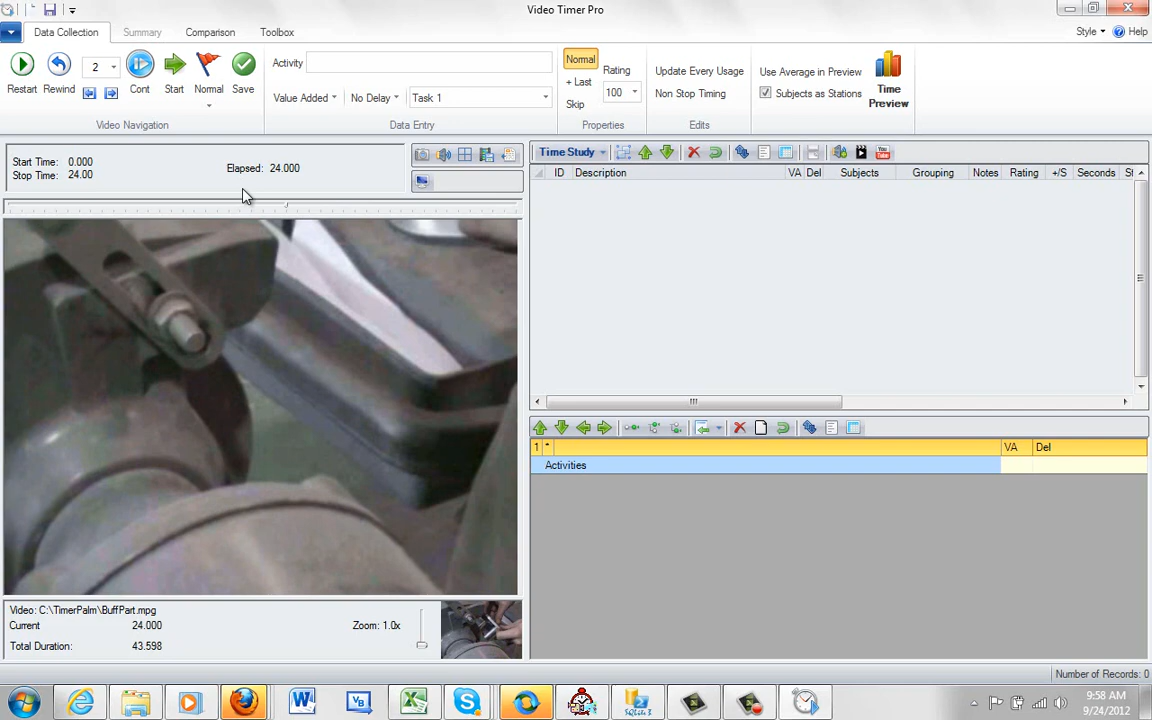 Video Timer Pro
Data Collection Summary Comparison Toolbox Style Help
Restart Rewind 2 Cont Start Normal Save
Video Navigation
Activity
Value Added No Delay Task 1
Data Entry
Normal
+ Last
Skip
Rating
100
Properties
Update Every Usage
Non Stop Timing
Edits
Use Average in Preview
Subjects as Stations
Time
Preview
Start Time: 0.000
Stop Time: 24.00
Elapsed: 24.000
Time Study
You
Tube
ID Description VA Del Subjects Grouping Notes Rating +/S Seconds St
1 * VA Del
Activities
Video: C:\TimerPalm\BuffPart.mpg
Current 24.000
Zoom: 1.0x
Total Duration: 43.598
Number of Records: 0
9:58 AM
9/24/2012